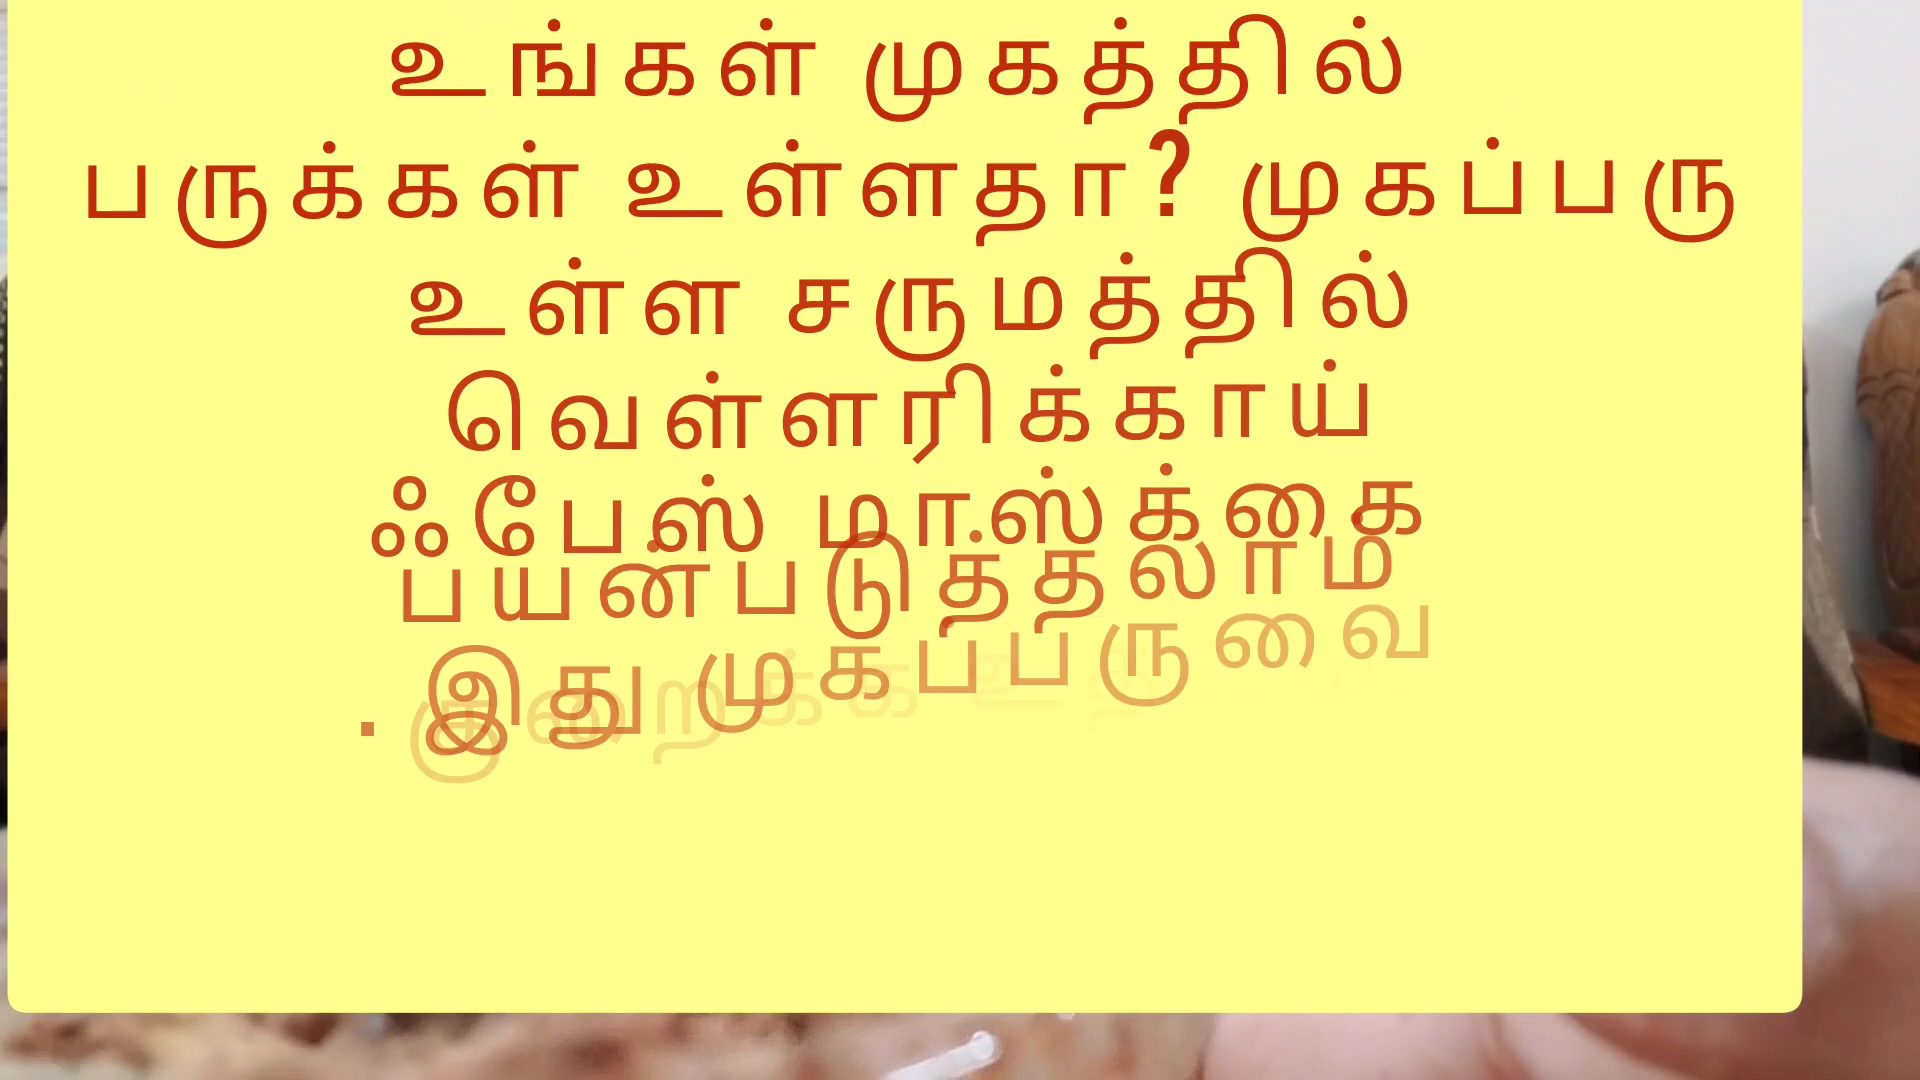 உங்கள் முகத்தில்
பருக்கள் உள்ளதா? முகப்பரு
உள்ள சருமத்தில்
வெள்ளரிக்காய்
ஃபேஸ் மாஸ்க்கை
பயன்படுத்தலாம்
. இது முகப்பருவை
குறைக்க